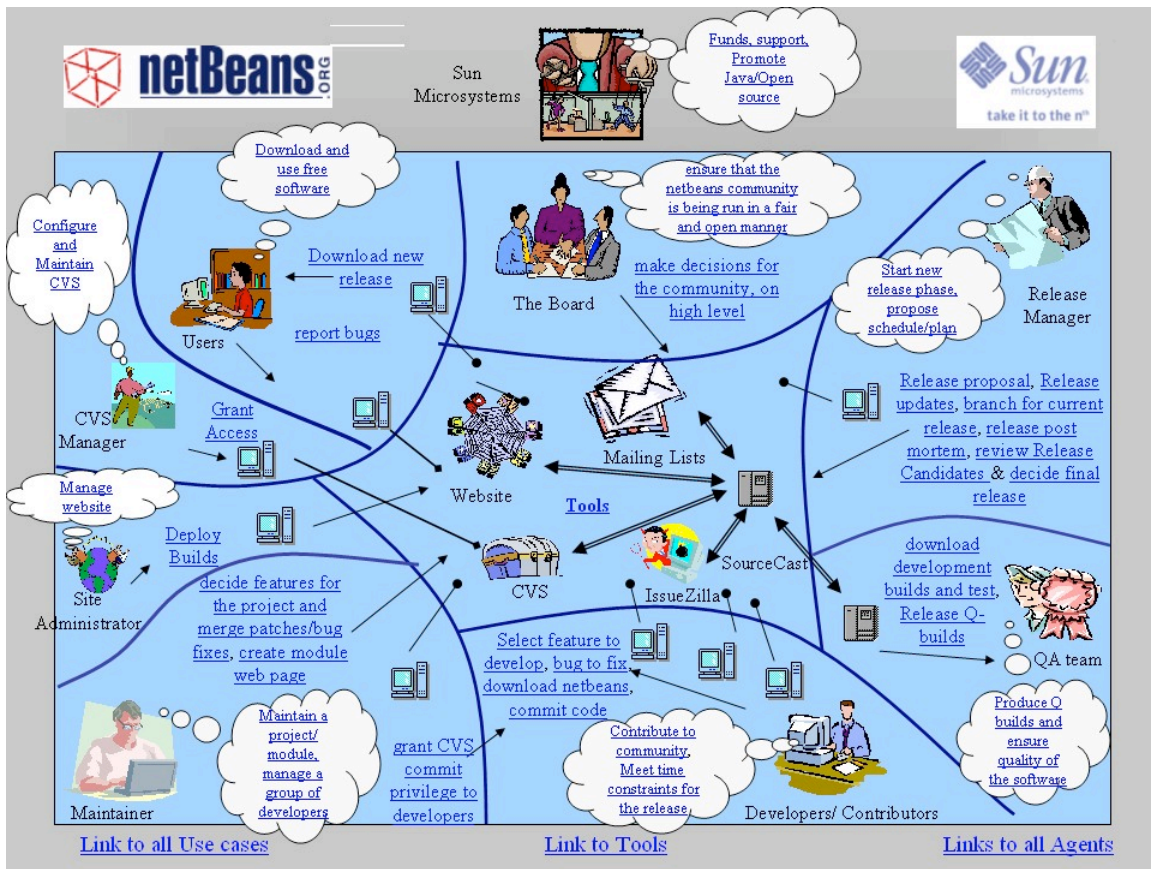 netBeans
.ORG
Sun
Microsystems
Funds, support,
Promote
Java/Open
source
Sun
microsystems
take it to the nth
Download and
use free
software
ensure that the
netbeans community
is being run in a fair
and open manner
Configure
and
Maintain
CVS
Download new
release
The Board
make decisions for
the community, on
high level
Start new
release phase,
propose
schedule/plan
Release
Manager
Users
report bugs
CVS
Manager
Grant
Access
Release proposal, Release
updates, branch for current
release, release post
mortem, review Release
Candidates & decide final
release
Mailing Lists
Website
Tools
Manage
website
Deploy
Builds
Site
Administrator
decide features for
the project and
merge patches/bug
fixes, create module
web page
CVS
IssueZilla
SourceCast
download
development
builds and test,
Release Q-
builds
QA team
Select feature to
develop, bug to fix,
download netbeans,
commit code
Maintain a
project/
module,
manage a
group of
developers
grant CVS
commit
privilege to
developers
Contribute to
community,
Meet time
constraints for
the release
Produce Q
builds and
ensure
quality of
the software
Maintainer
Developers/ Contributors
Link to all Use cases
Link to Tools
Links to all Agents